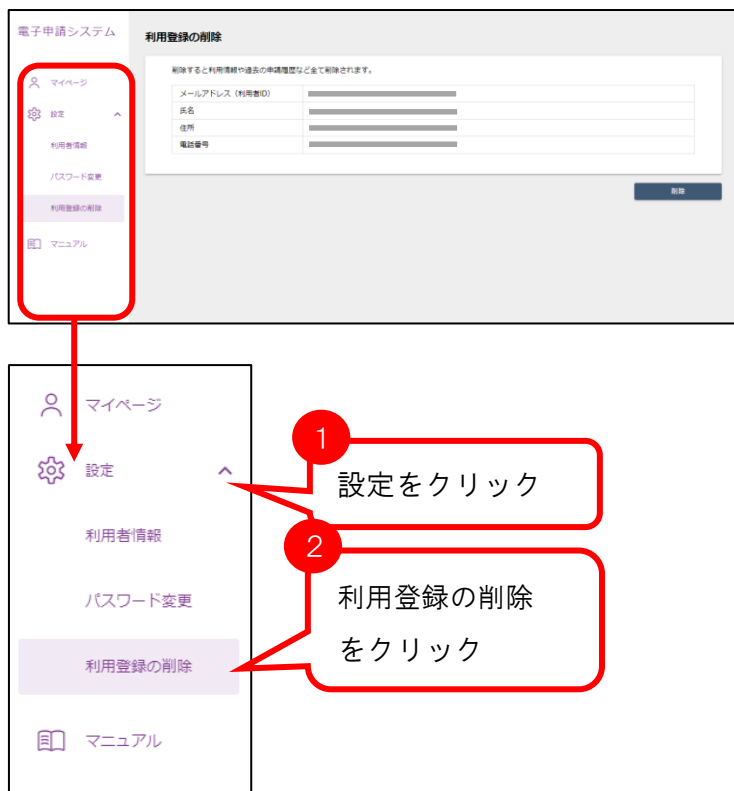 電子申請システム
利用登録の削除
マイページ
設定
利用者情報
パスワード変更
利用登録の削除
マニュアル
削除すると利用情報や過去の申請履歴など全て削除されます。
メールアドレス（利用者ID）
氏名
住所
電話番号
削除
マイページ
設定
利用者情報
パスワード変更
利用登録の削除
マニュアル
1
設定をクリック
2
利用登録の削除
をクリック